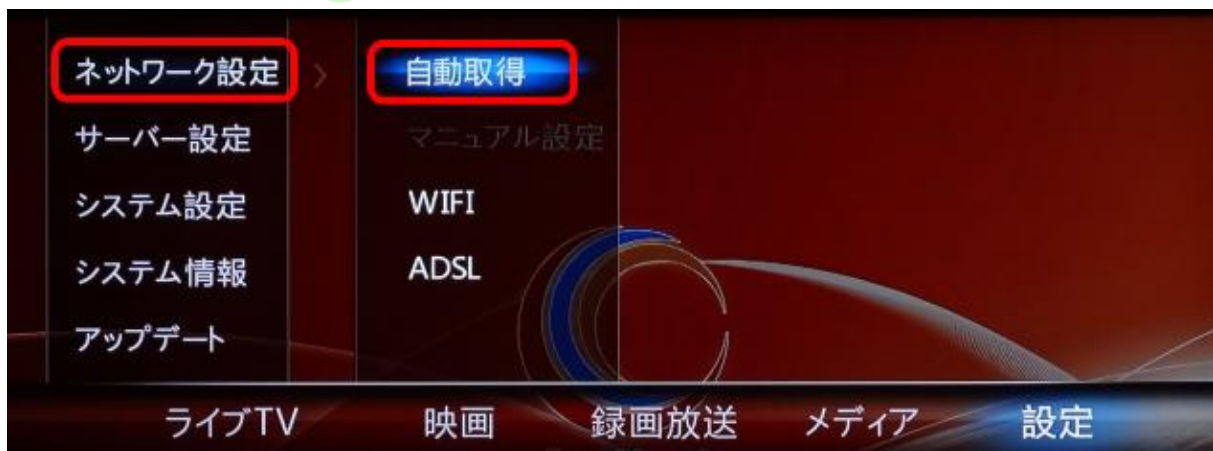 ネットワーク設定 >
サーバー設定
システム設定
システム情報
アップデート
自動取得
マニュアル設定
WIFI
ADSL
ライブTV 映画 録画放送 メディア 設定